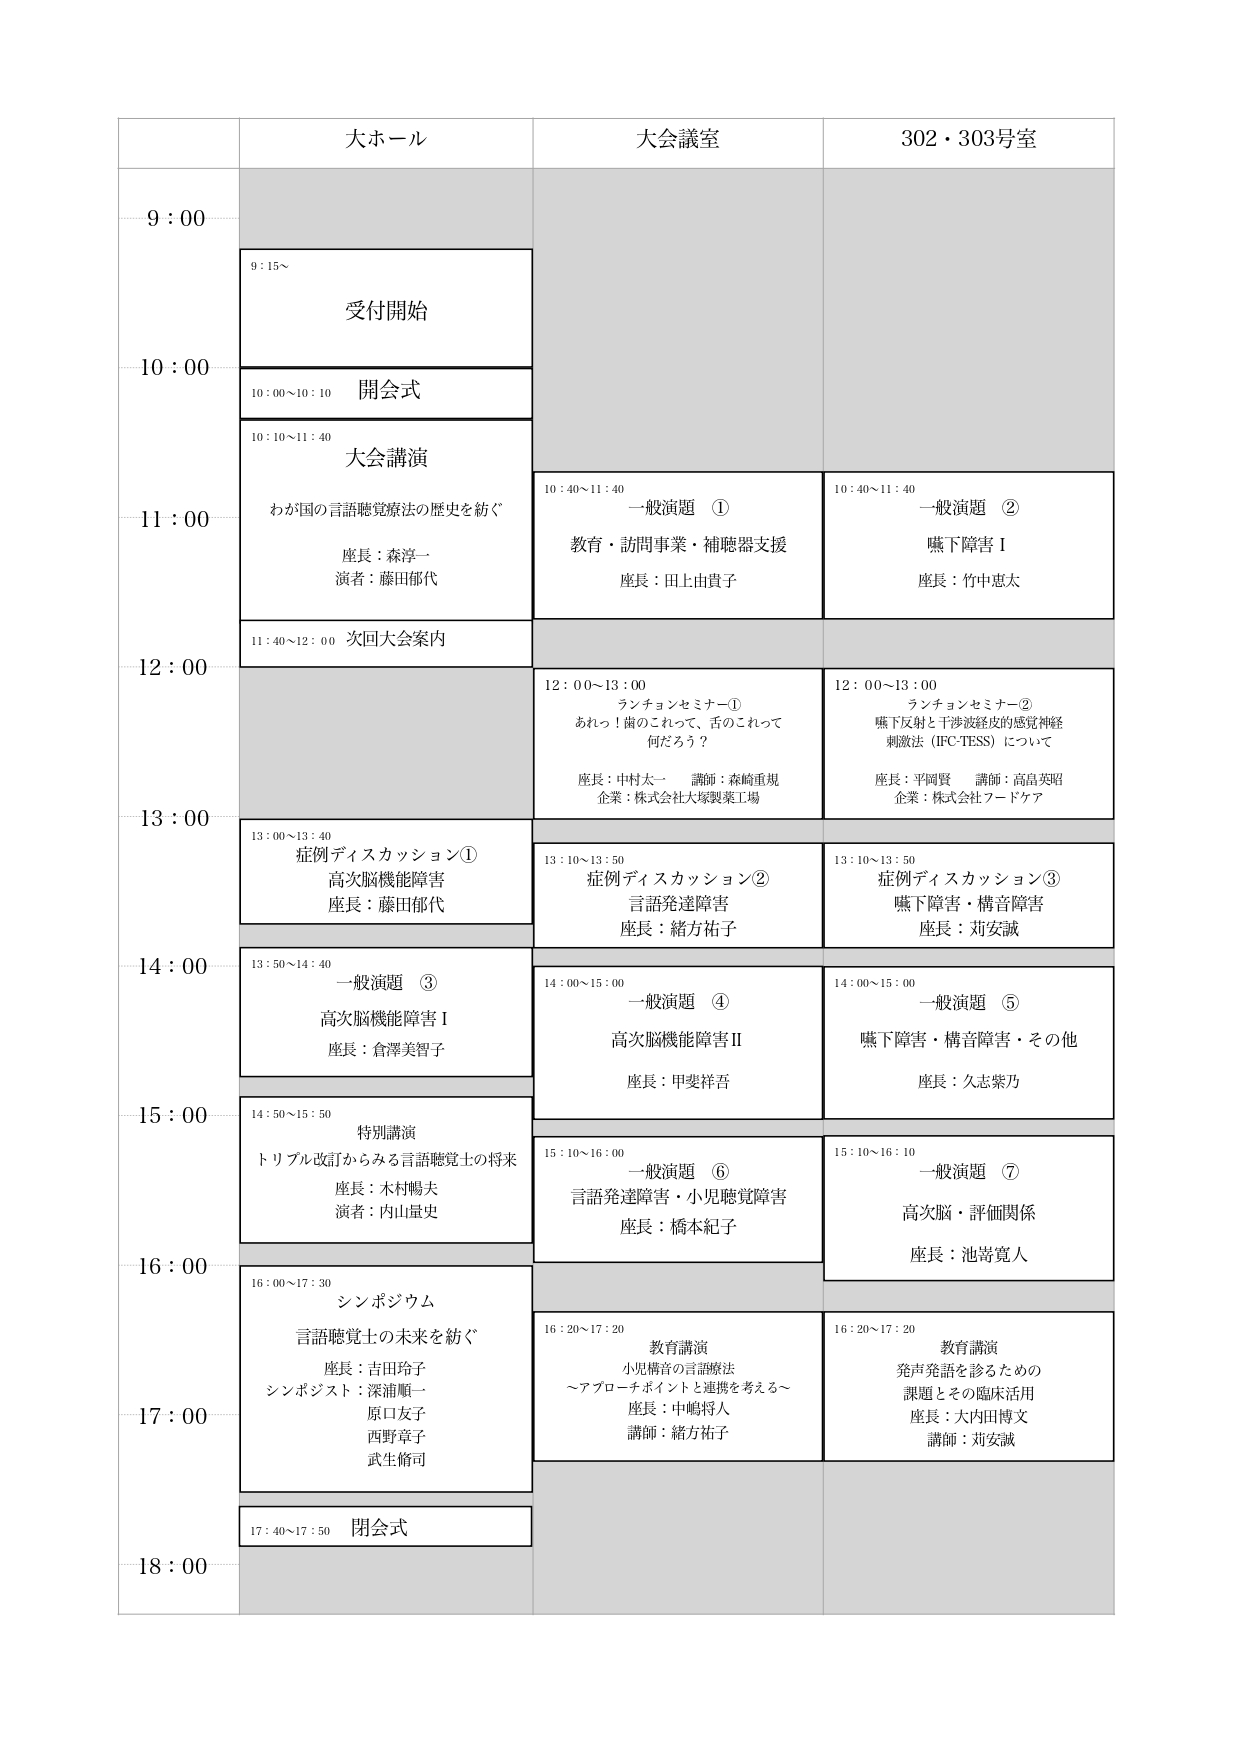 大ホール
大会議室
302・303号室
9：00
10：00
11：00
12：00
13：00
14：00
15：00
16：00
17：00
18：00
9：15〜
受付開始
10：00〜10：10 開会式
10：10〜11：40
大会講演
わが国の言語聴覚療法の歴史を紡ぐ
座長：森淳一
演者：藤田郁代
11：40〜12：00 次回大会案内
13：00〜13：40
症例ディスカッション①
高次脳機能障害
座長：藤田郁代
13：50〜14：40
一般演題 ③
高次脳機能障害Ⅰ
座長：倉澤美智子
14：50〜15：50
特別講演
トリプル改訂からみる言語聴覚士の将来
座長：木村暢夫
演者：内山量史
16：00〜17：30
シンポジウム
言語聴覚士の未来を紡ぐ
座長：吉田玲子
シンポジスト：深浦順一
原口友子
西野章子
武生脩司
17：40〜17：50 閉会式
10：40〜11：40
一般演題 ①
教育・訪問事業・補聴器支援
座長：田上由貴子
12：00〜13：00
ランチョンセミナー①
あれっ！歯のこれって、舌のこれって
何だろう？
座長：中村太一 講師：森崎重規
企業：株式会社大塚製薬工場
13：10〜13：50
症例ディスカッション②
言語発達障害
座長：緒方祐子
14：00〜15：00
一般演題 ④
高次脳機能障害Ⅱ
座長：甲斐祥吾
15：10〜16：00
一般演題 ⑥
言語発達障害・小児聴覚障害
座長：橋本紀子
16：20〜17：20
教育講演
小児構音の言語療法
〜アプローチポイントと連携を考える〜
座長：中嶋将人
講師：緒方祐子
10：40〜11：40
一般演題 ②
嚥下障害Ⅰ
座長：竹中恵太
12：00〜13：00
ランチョンセミナー②
嚥下反射と干渉波経皮的感覚神経
刺激法（IFC-TESS）について
座長：平岡賢 講師：高畠英昭
企業：株式会社フードケア
13：10〜13：50
症例ディスカッション③
嚥下障害・構音障害
座長：苅安誠
14：00〜15：00
一般演題 ⑤
嚥下障害・構音障害・その他
座長：久志紫乃
15：10〜16：10
一般演題 ⑦
高次脳・評価関係
座長：池嵜寛人
16：20〜17：20
教育講演
発声発語を診るための
課題とその臨床活用
座長：大内田博文
講師：苅安誠